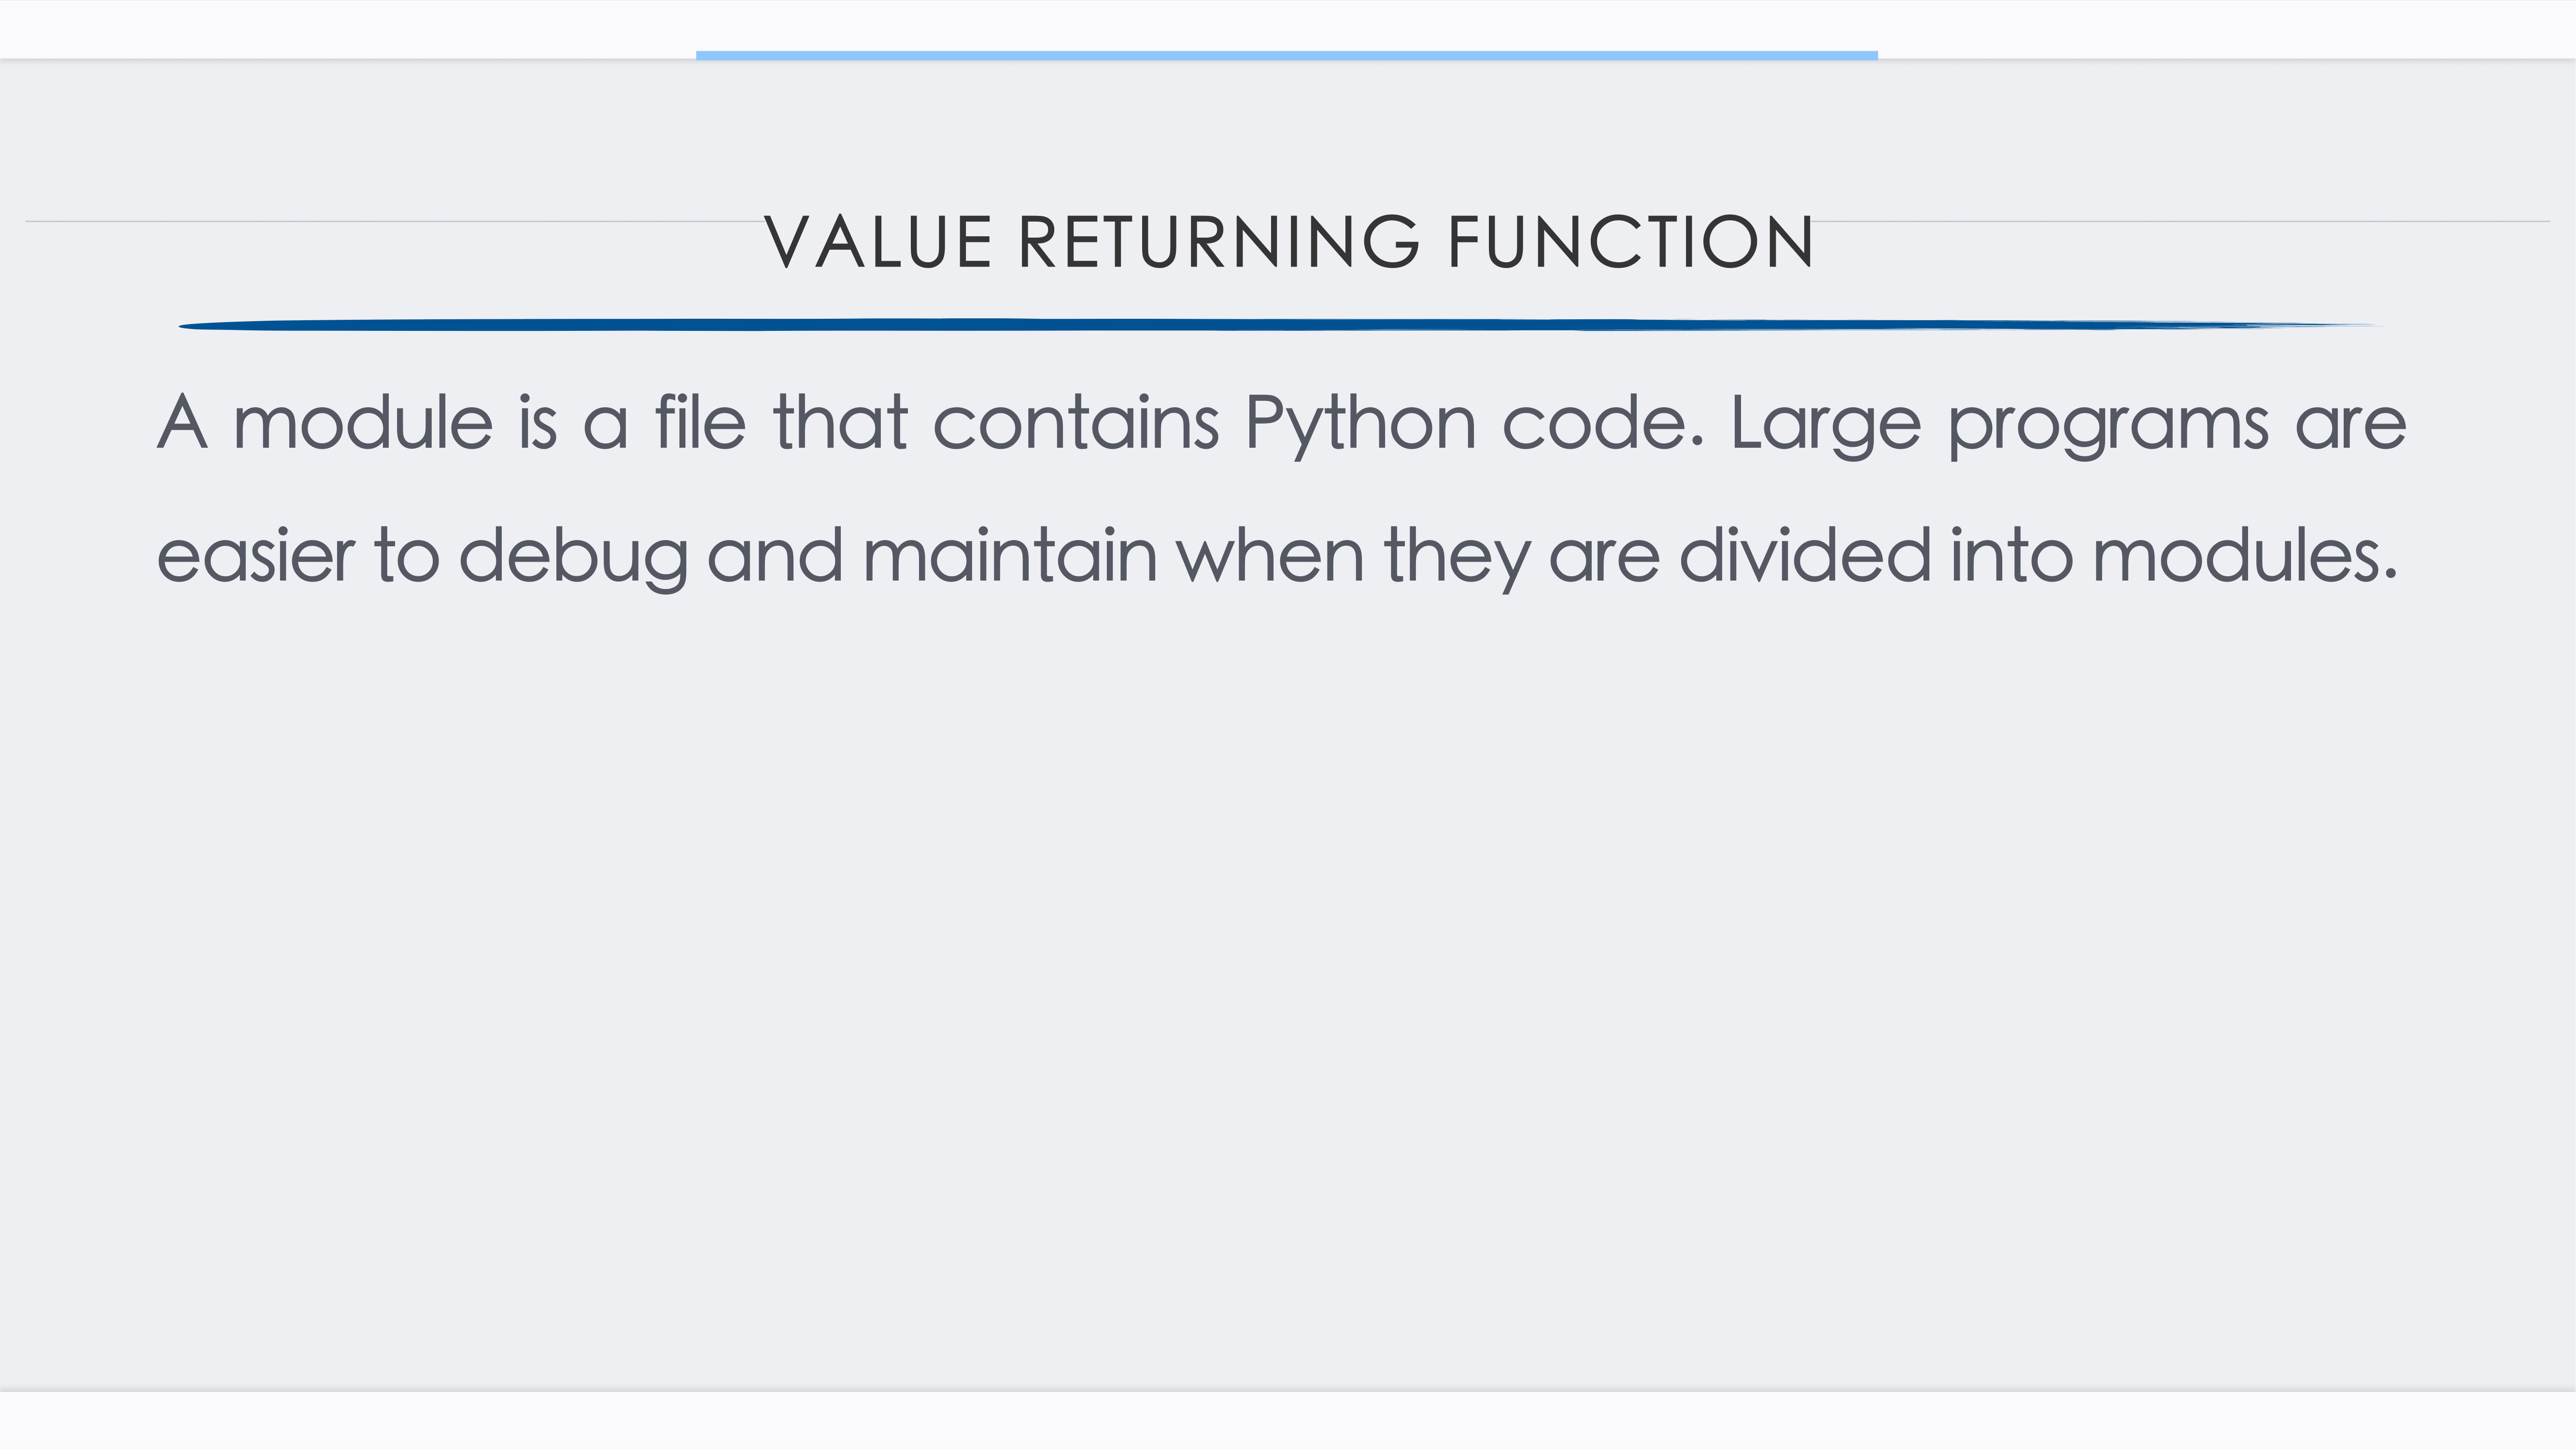 VALUE RETURNING FUNCTION
A module is a file that contains Python code. Large programs are
easier to debug and maintain when they are divided into modules.